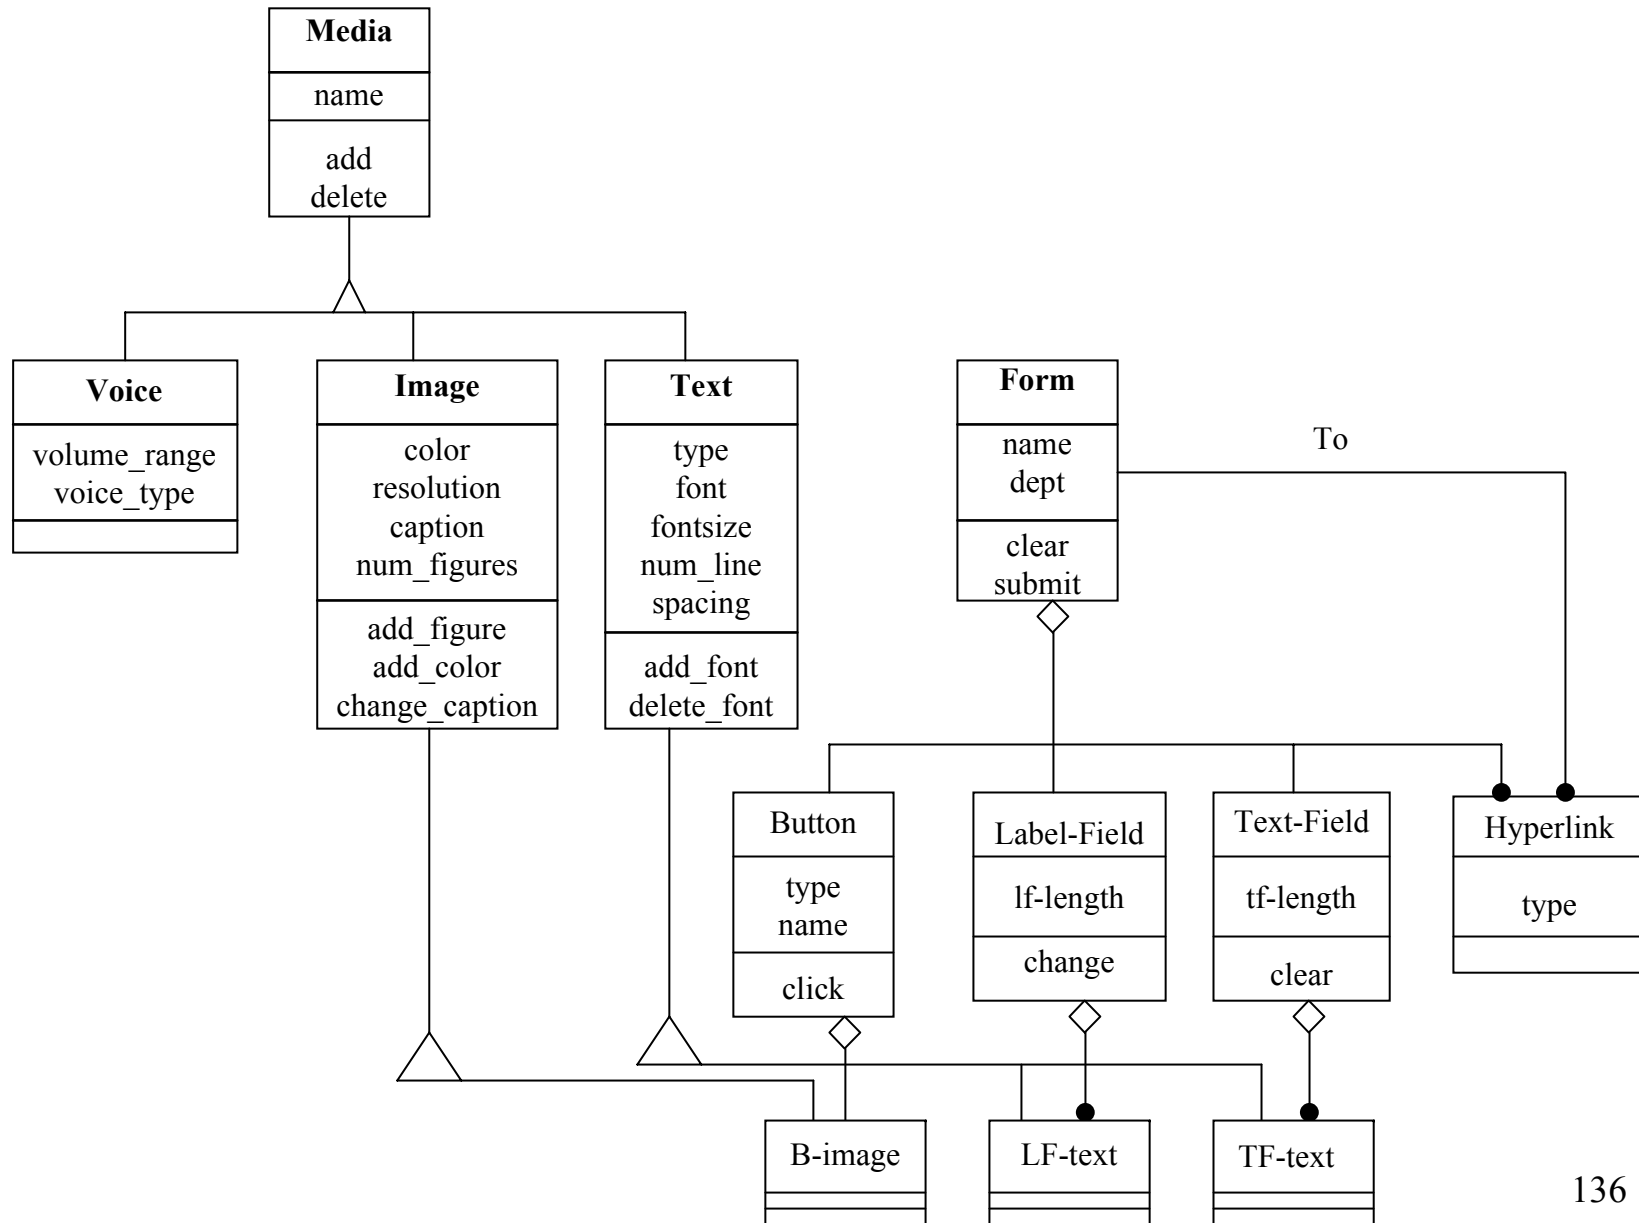 Media
name
add
delete
Voice
volume_range
voice_type
Image
color
resolution
caption
num_figures
add_figure
add_color
change_caption
Text
type
font
fontsize
num_line
spacing
add_font
delete_font
Form
name
dept
clear
submit
To
Button
type
name
click
Label-Field
lf-length
change
Text-Field
tf-length
clear
Hyperlink
type
B-image
LF-text
TF-text
136